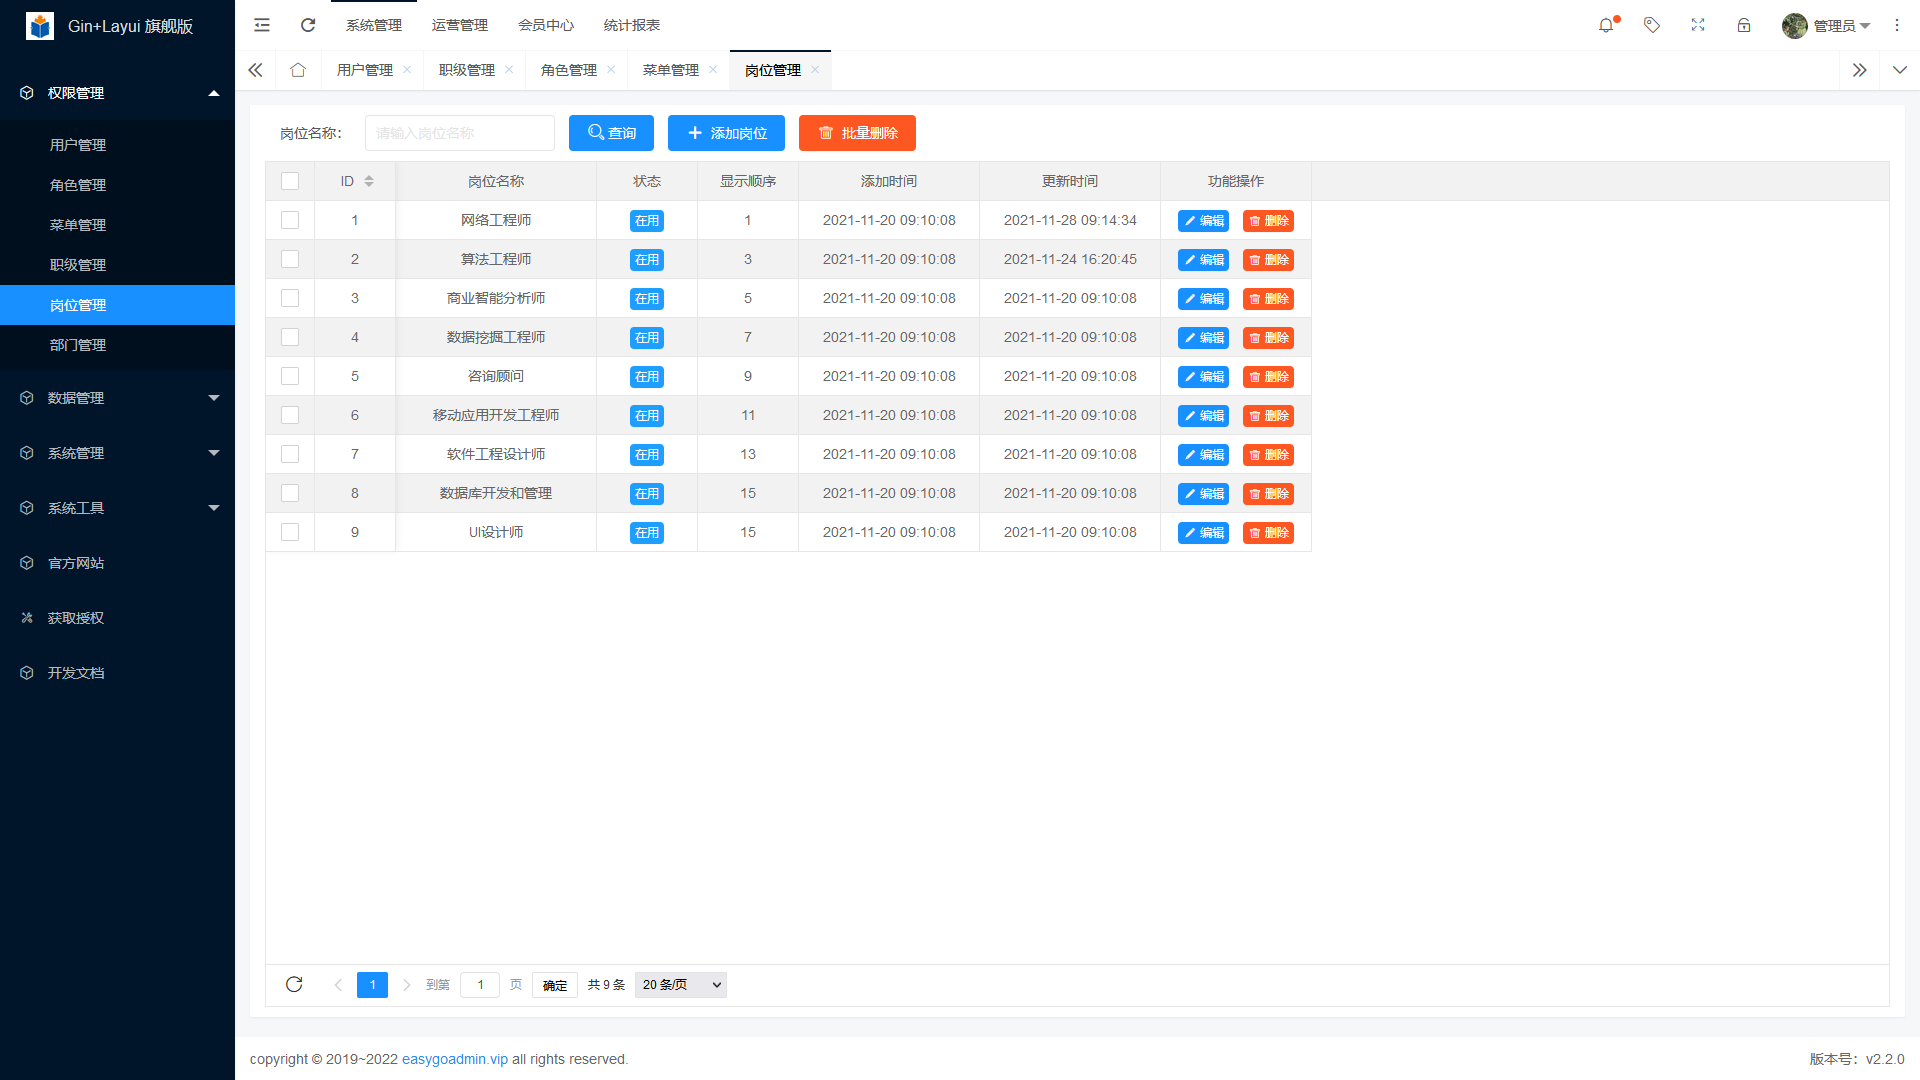 Gin+Layui 旗舰版
系统管理 运营管理 会员中心 统计报表 管理员
用户管理 职级管理 角色管理 菜单管理 岗位管理
权限管理
用户管理
角色管理
菜单管理
职级管理
岗位管理
部门管理
数据管理
系统管理
系统工具
官方网站
获取授权
开发文档
岗位名称： 请输入岗位名称 查询 添加岗位 批量删除
ID 岗位名称 状态 显示顺序 添加时间 更新时间 功能操作
1 网络工程师 在用 1 2021-11-20 09:10:08 2021-11-28 09:14:34 编辑 删除
2 算法工程师 在用 3 2021-11-20 09:10:08 2021-11-24 16:20:45 编辑 删除
3 商业智能分析师 在用 5 2021-11-20 09:10:08 2021-11-20 09:10:08 编辑 删除
4 数据挖掘工程师 在用 7 2021-11-20 09:10:08 2021-11-20 09:10:08 编辑 删除
5 咨询顾问 在用 9 2021-11-20 09:10:08 2021-11-20 09:10:08 编辑 删除
6 移动应用开发工程师 在用 11 2021-11-20 09:10:08 2021-11-20 09:10:08 编辑 删除
7 软件工程设计师 在用 13 2021-11-20 09:10:08 2021-11-20 09:10:08 编辑 删除
8 数据库开发和管理 在用 15 2021-11-20 09:10:08 2021-11-20 09:10:08 编辑 删除
9 UI设计师 在用 15 2021-11-20 09:10:08 2021-11-20 09:10:08 编辑 删除
1 到第 1 页 确定 共 9 条 20 条/页
copyright © 2019~2022 easygoadmin.vip all rights reserved. 版本号：v2.2.0